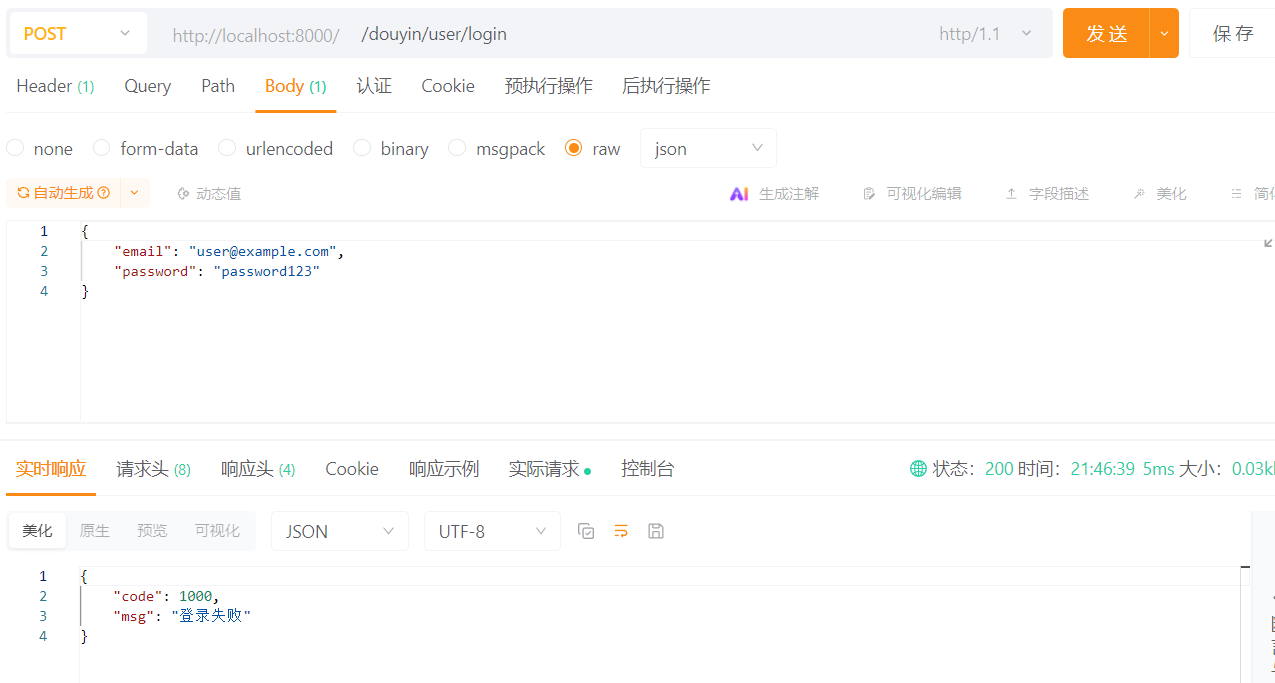 POST http://localhost:8000/ /douyin/user/login http/1.1 发送 保存
Header (1) Query Path Body (1) 认证 Cookie 预执行操作 后执行操作
none form-data urlencoded binary msgpack raw json
自动生成 动态值 AI 生成注解 可视化编辑 字段描述 美化
1 {
2 "email": "user@example.com",
3 "password": "password123"
4 }
实时响应 请求头 (8) 响应头 (4) Cookie 响应示例 实际请求 控制台 状态: 200 时间: 21:46:39 5ms 大小: 0.03k
美化 原生 预览 可视化 JSON UTF-8
1 {
2 "code": 1000,
3 "msg": "登录失败"
4 }